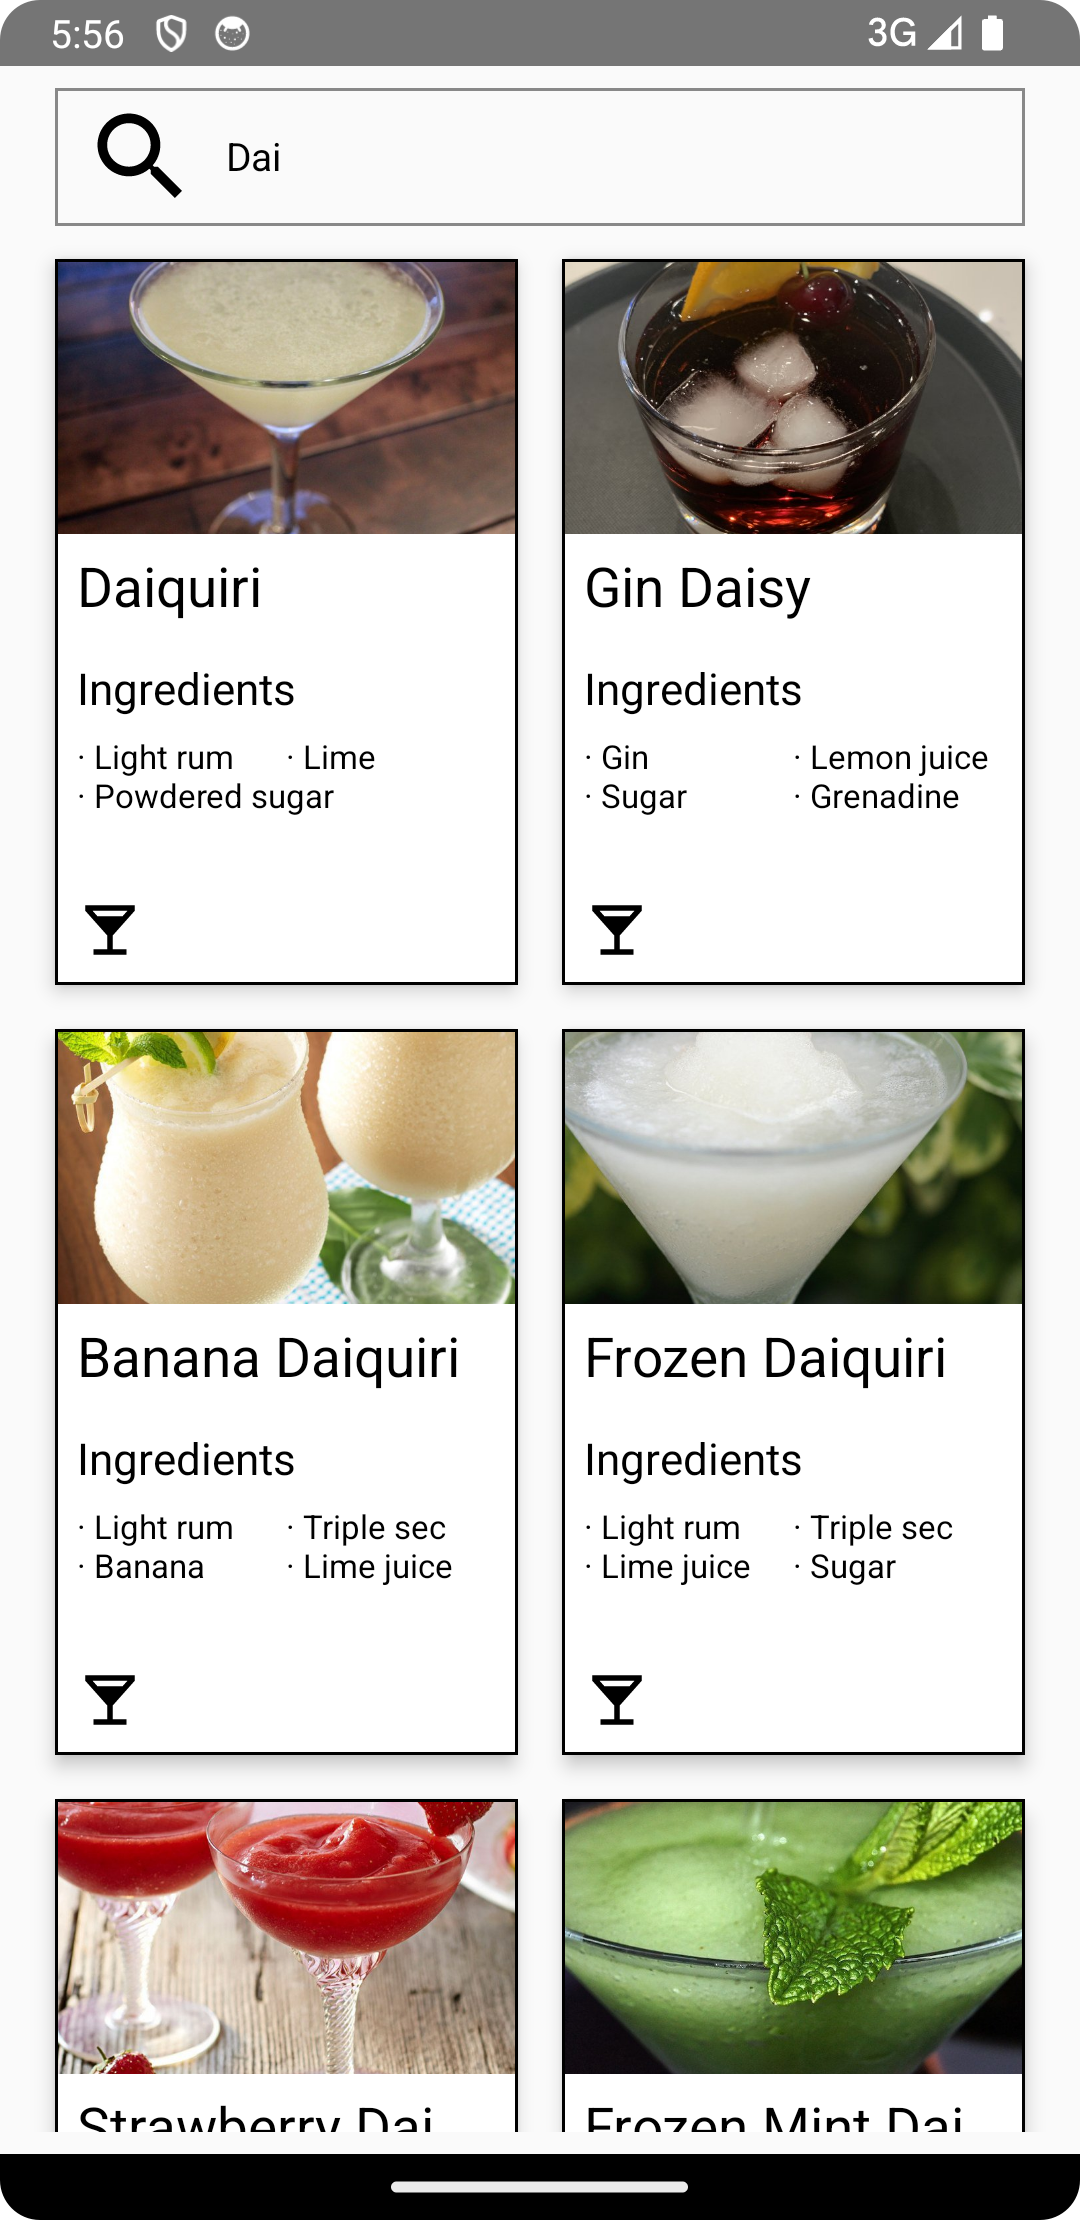 5:56
3G
Dai
Daiquiri
Ingredients
· Light rum · Lime
· Powdered sugar
Gin Daisy
Ingredients
· Gin · Lemon juice
· Sugar · Grenadine
Banana Daiquiri
Ingredients
· Light rum · Triple sec
· Banana · Lime juice
Frozen Daiquiri
Ingredients
· Light rum · Triple sec
· Lime juice · Sugar
Strawberry Dai
Frozen Mint Dai